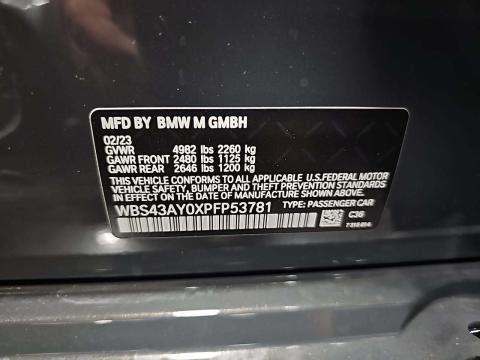 MFD BY BMW M GMBH
02/23
GVWR 4982 lbs 2260 kg
GAWR FRONT 2480 lbs 1125 kg
GAWR REAR 2646 lbs 1200 kg
THIS VEHICLE CONFORMS TO ALL APPLICABLE U.S.FEDERAL MOTOR
VEHICLE SAFETY, BUMPER AND THEFT PREVENTION STANDARDS IN
EFFECT ON THE DATE OF MANUFACTURE SHOWN ABOVE.
WBS43AY0XPFP53781 TYPE: PASSENGER CAR
C36